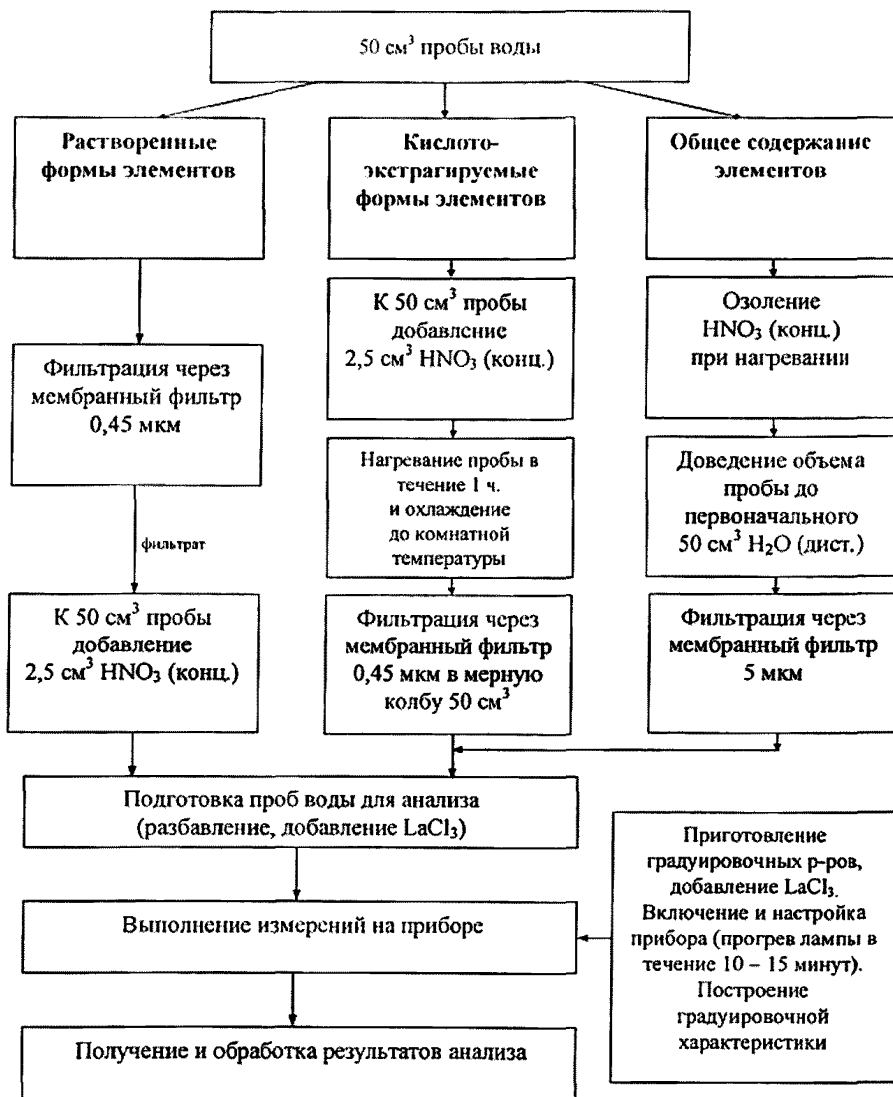 50 см³ пробы воды
Растворенные
формы элементов
Кислото-
экстрагируемые
формы элементов
Общее содержание
элементов
К 50 см³ пробы
добавление
2,5 см³ HNO₃ (конц.)
Озоление
HNO₃ (конц.)
при нагревании
Фильтрация через
мембранный фильтр
0,45 мкм
Нагревание пробы в
течение 1 ч.
и охлаждение
до комнатной
температуры
Доведение объема
пробы до
первоначального
50 см³ H₂O (дист.)
фильтрат
К 50 см³ пробы
добавление
2,5 см³ HNO₃ (конц.)
Фильтрация через
мембранный фильтр
0,45 мкм в мерную
колбу 50 см³
Фильтрация через
мембранный фильтр
5 мкм
Подготовка проб воды для анализа
(разбавление, добавление LaCl₃)
Приготовление
градуировочных р-ров,
добавление LaCl₃.
Включение и настройка
прибора (прогрев лампы в
течение 10 – 15 минут).
Построение
градуировочной
характеристики
Выполнение измерений на приборе
Получение и обработка результатов анализа